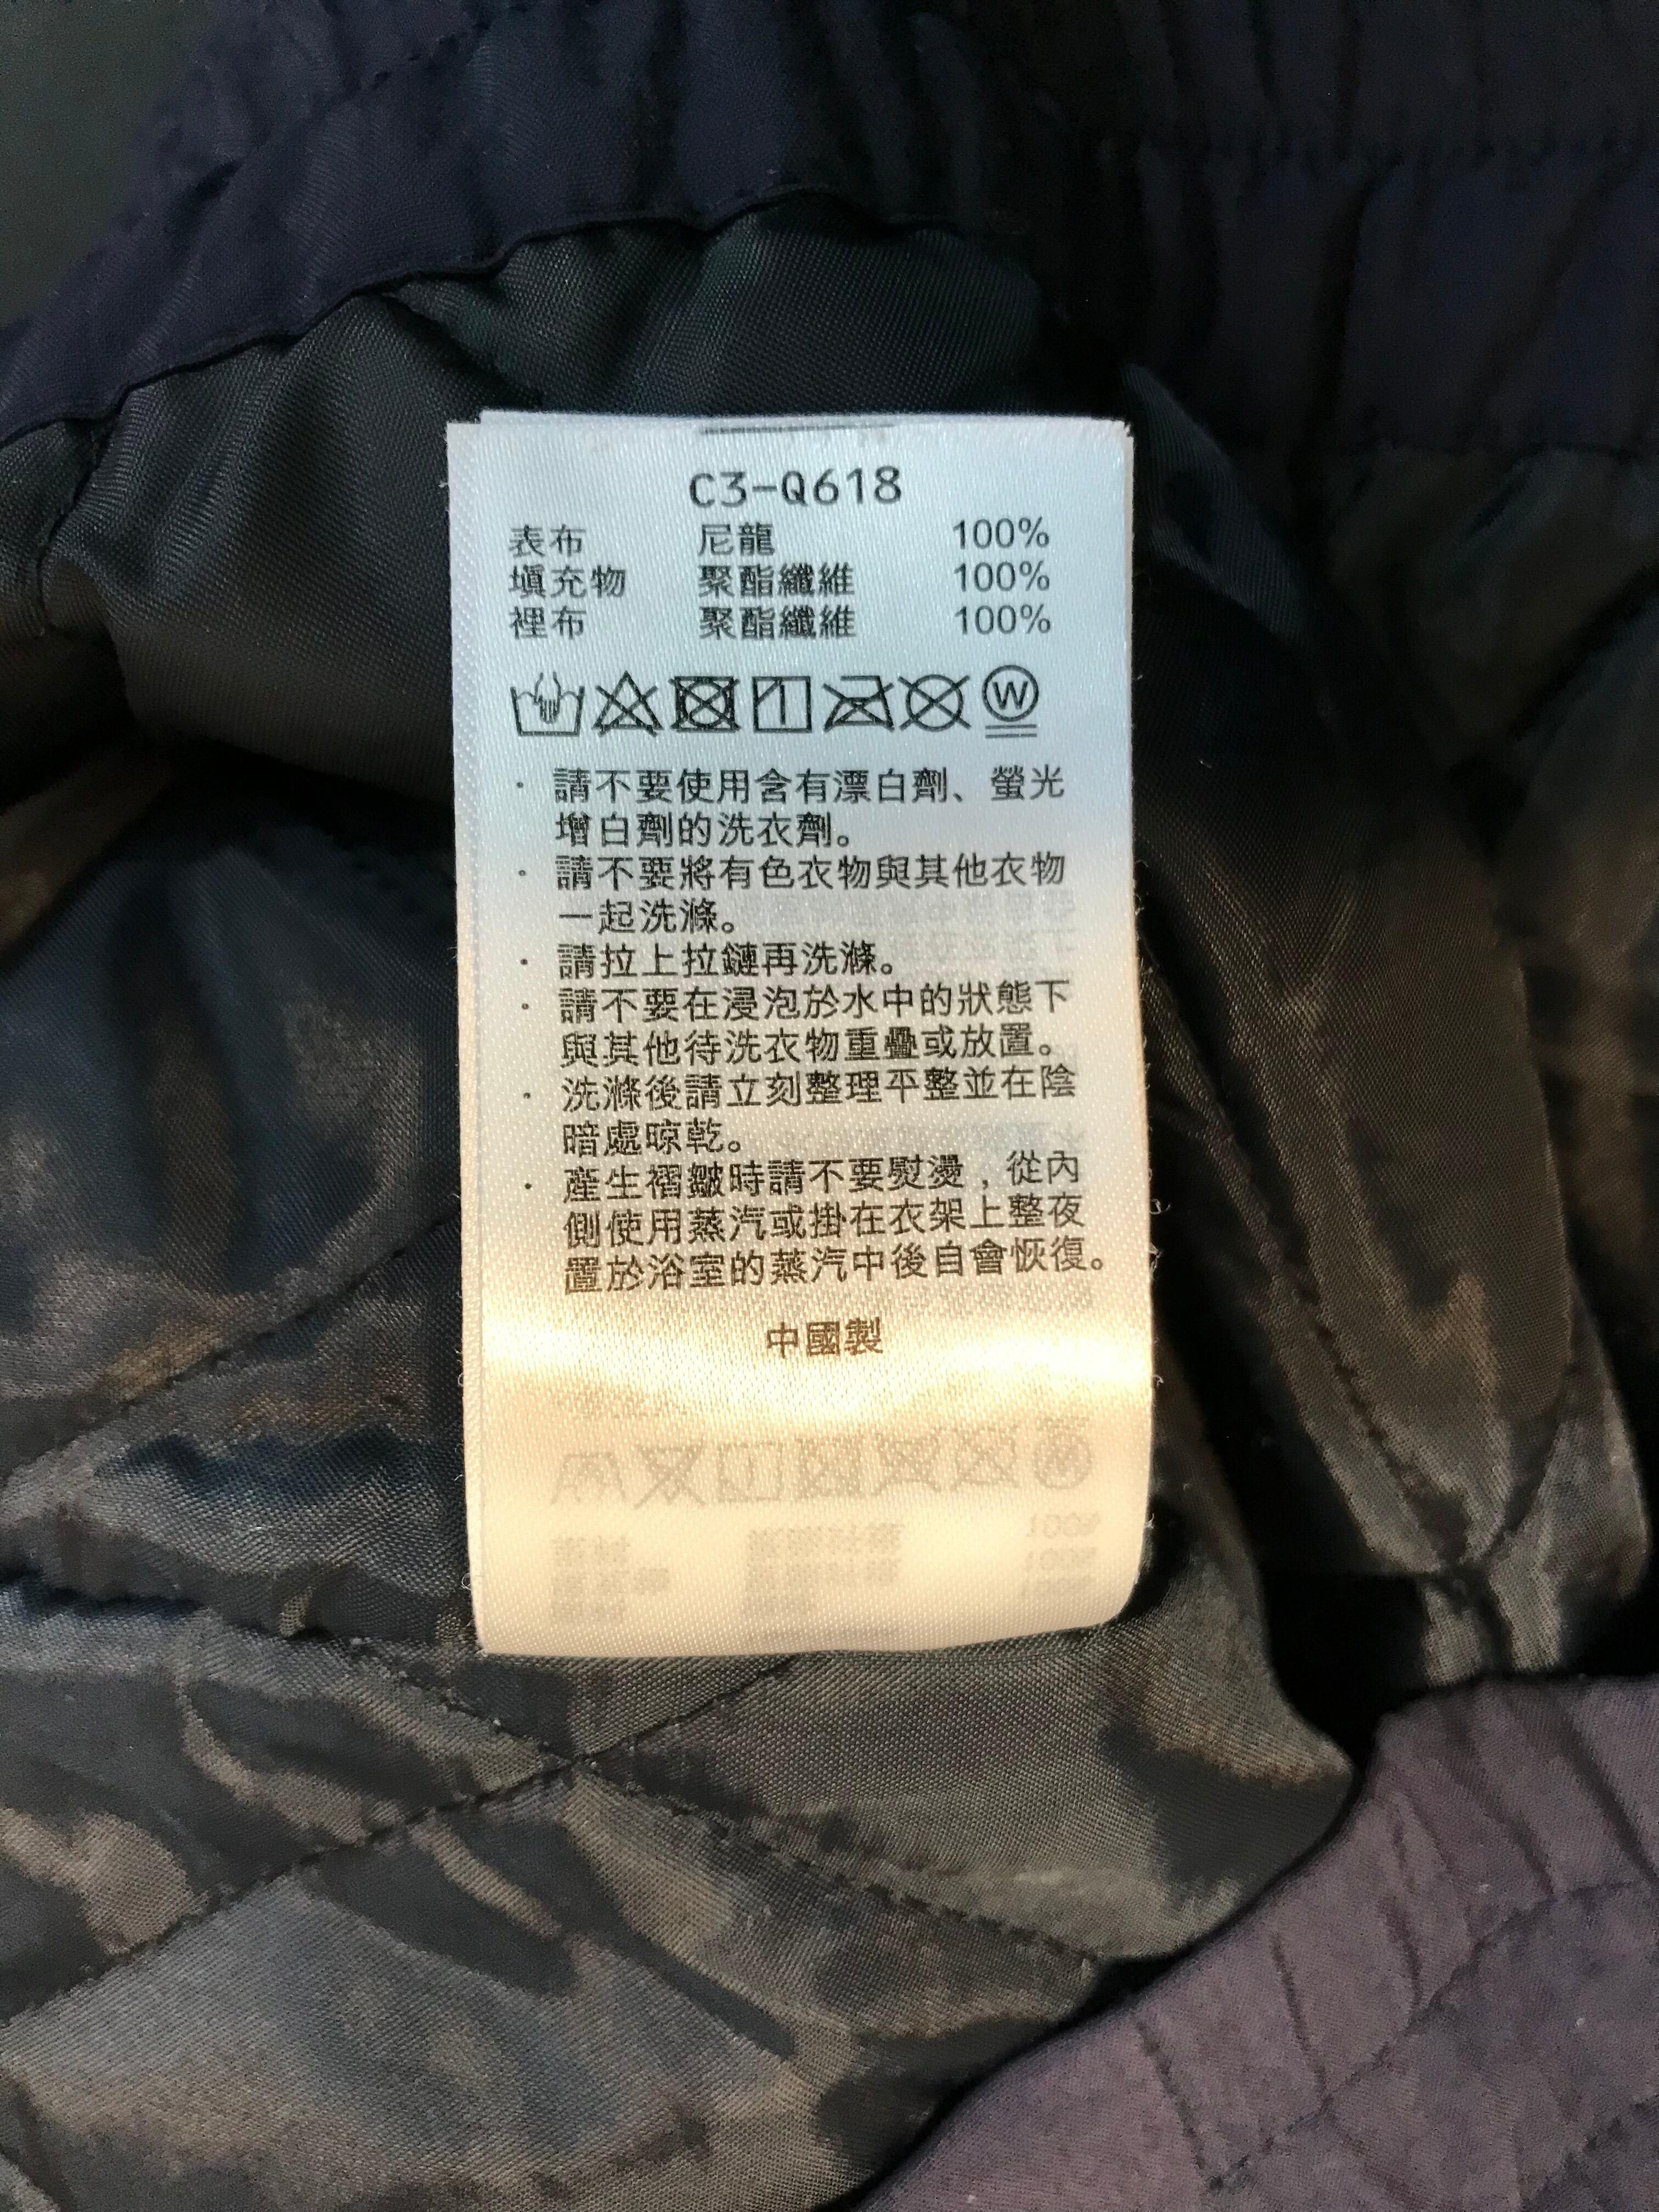 C3-Q618
表布 尼龍 100%
填充物 聚酯纖維 100%
裡布 聚酯纖維 100%
W
· 請不要使用含有漂白劑、螢光
增白劑的洗衣劑。
· 請不要將有色衣物與其他衣物
一起洗滌。
· 請拉上拉鏈再洗滌。
· 請不要在浸泡於水中的狀態下
與其他待洗衣物重疊或放置。
· 洗滌後請立刻整理平整並在陰
暗處晾乾。
· 產生褶皺時請不要熨燙，從內
側使用蒸汽或掛在衣架上整夜
置於浴室的蒸汽中後自會恢復。
中國製